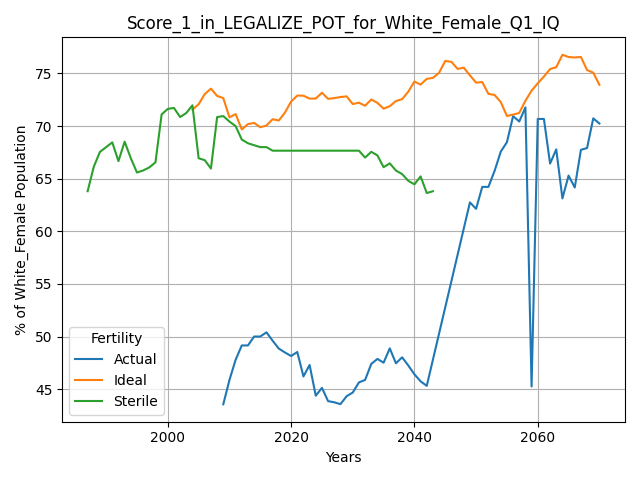 Score_1_in_LEGALIZE_POT_for_White_Female_Q1_IQ
% of White_Female Population
75
70
65
60
55
50
45
Fertility
Actual
Ideal
Sterile
2000
2020
2040
2060
Years